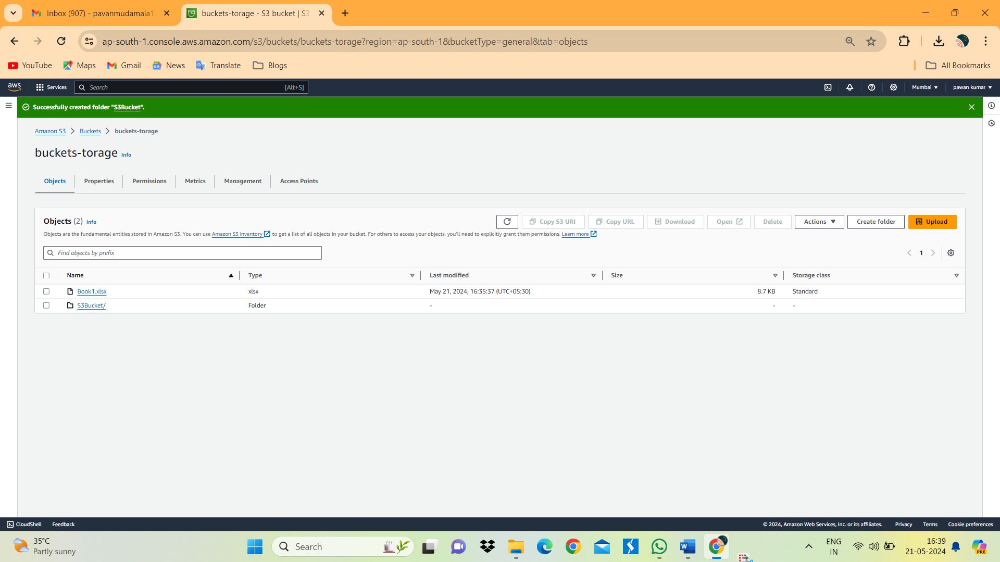 Inbox (907) - pavanmudamala1
buckets-torage - S3 bucket | S3
ap-south-1.console.aws.amazon.com/s3/buckets/buckets-torage?region=ap-south-1&bucketType=general&tab=objects
YouTube Maps Gmail News Translate Blogs All Bookmarks
aws Services Search [Alt+S] Mumbai pawan kumar
Successfully created folder "S3Bucket".
Amazon S3 Buckets buckets-torage
buckets-torage Info
Objects Properties Permissions Metrics Management Access Points
Objects (2) Info Copy S3 URI Copy URL Download Open Delete Actions Create folder Upload
Objects are the fundamental entities stored in Amazon S3. You can use Amazon S3 inventory to get a list of all objects in your bucket. For others to access your objects, you'll need to explicitly grant them permissions. Learn more
Find objects by prefix 1
Name Type Last modified Size Storage class
Book1.xlsx xlsx May 21, 2024, 16:35:37 (UTC+05:30) 8.7 KB Standard
S3Bucket/ Folder - - -
CloudShell Feedback © 2024, Amazon Web Services, Inc. or its affiliates. Privacy Terms Cookie preferences
35°C
Partly sunny
Search
W
ENG
IN
PRE
16:39
21-05-2024